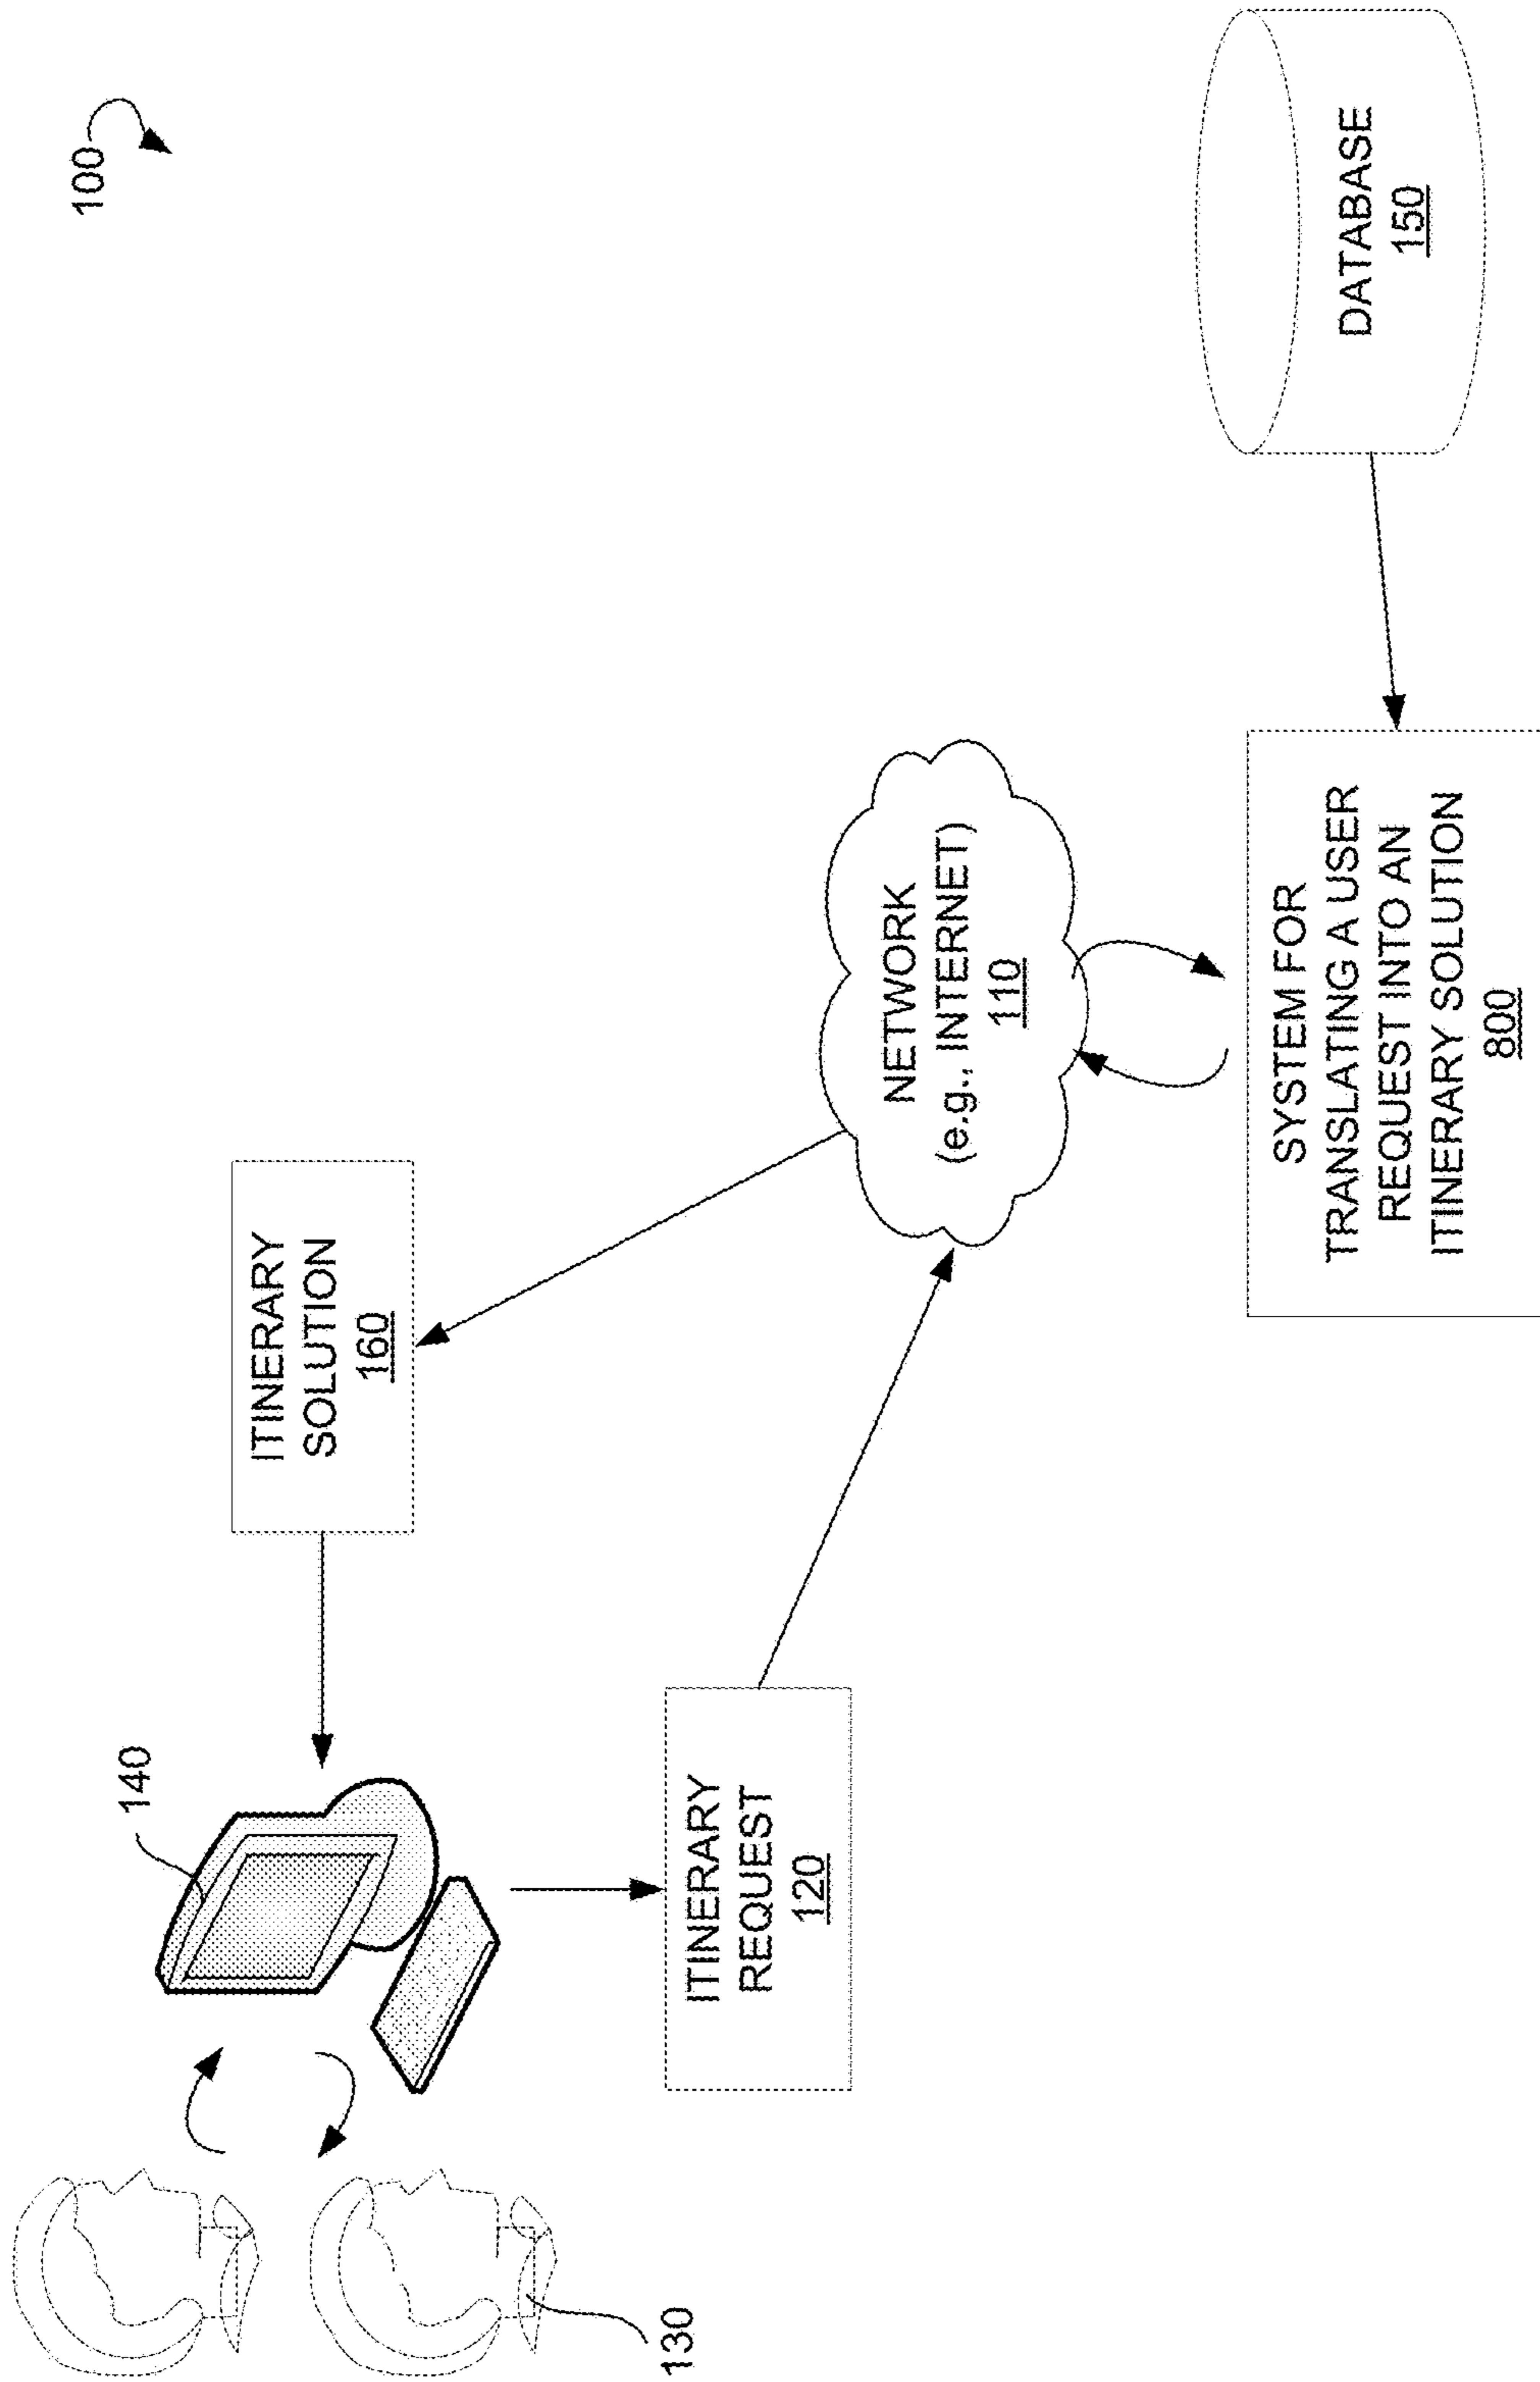 100
140
ITINERARY
SOLUTION
160
130
ITINERARY
REQUEST
120
NETWORK
(e.g., INTERNET)
110
SYSTEM FOR
TRANSLATING A USER
REQUEST INTO AN
ITINERARY SOLUTION
800
DATABASE
150